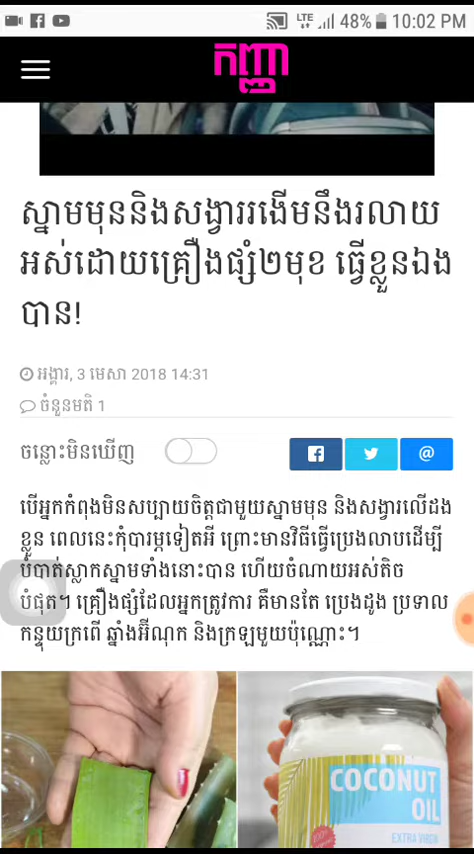 LTE 48% 10:02 PM
កញ្ញា
ស្នាមមុននិងសង្វារររងើមនឹងរលាយ
អស់ដោយគ្រឿងផ្សំ២មុខ ធ្វើខ្លួនឯង
បាន!
អង្គារ, 3 មេសា 2018 14:31
ចំនួនមតិ 1
ចន្លោះមិនឃើញ
@
បើអ្នកកំពុងមិនសប្បាយចិត្តជាមួយស្នាមមុន និងសង្វារលើដង
ខ្លួន ពេលនេះកុំបារម្ភទៀតអី ព្រោះមានវិធីធ្វើប្រេងលាបដើម្បី
បំបាត់ស្លាកស្នាមទាំងនោះបាន ហើយចំណាយអស់តិច
បំផុត។ គ្រឿងផ្សំដែលអ្នកត្រូវការ គឺមានតែ ប្រេងដូង ប្រទាល
កន្ទុយក្រពើ ឆ្នាំងអ៊ីណុក និងក្រឡមួយប៉ុណ្ណោះ។
COCONUT
OIL
EXTRA VIRGIN
100%